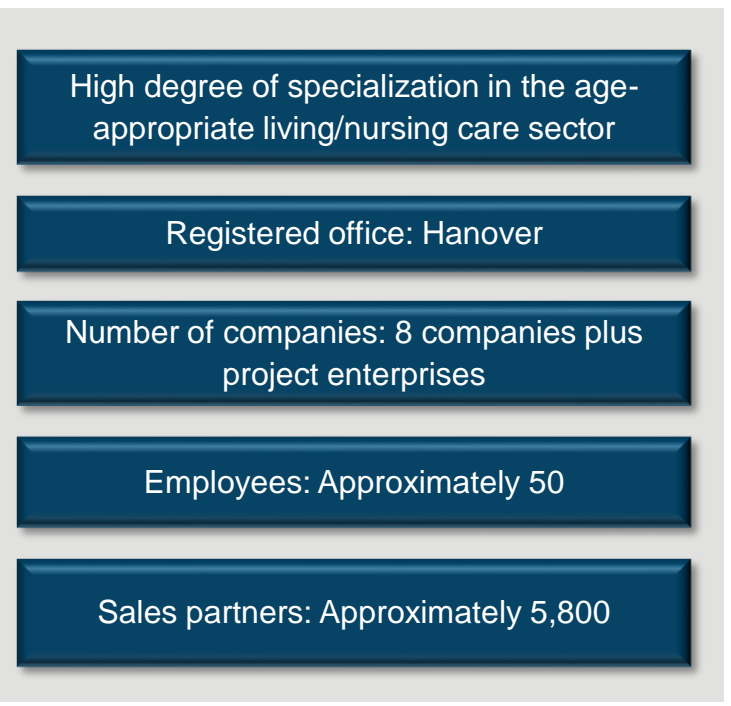 High degree of specialization in the age-
appropriate living/nursing care sector
Registered office: Hanover
Number of companies: 8 companies plus
project enterprises
Employees: Approximately 50
Sales partners: Approximately 5,800